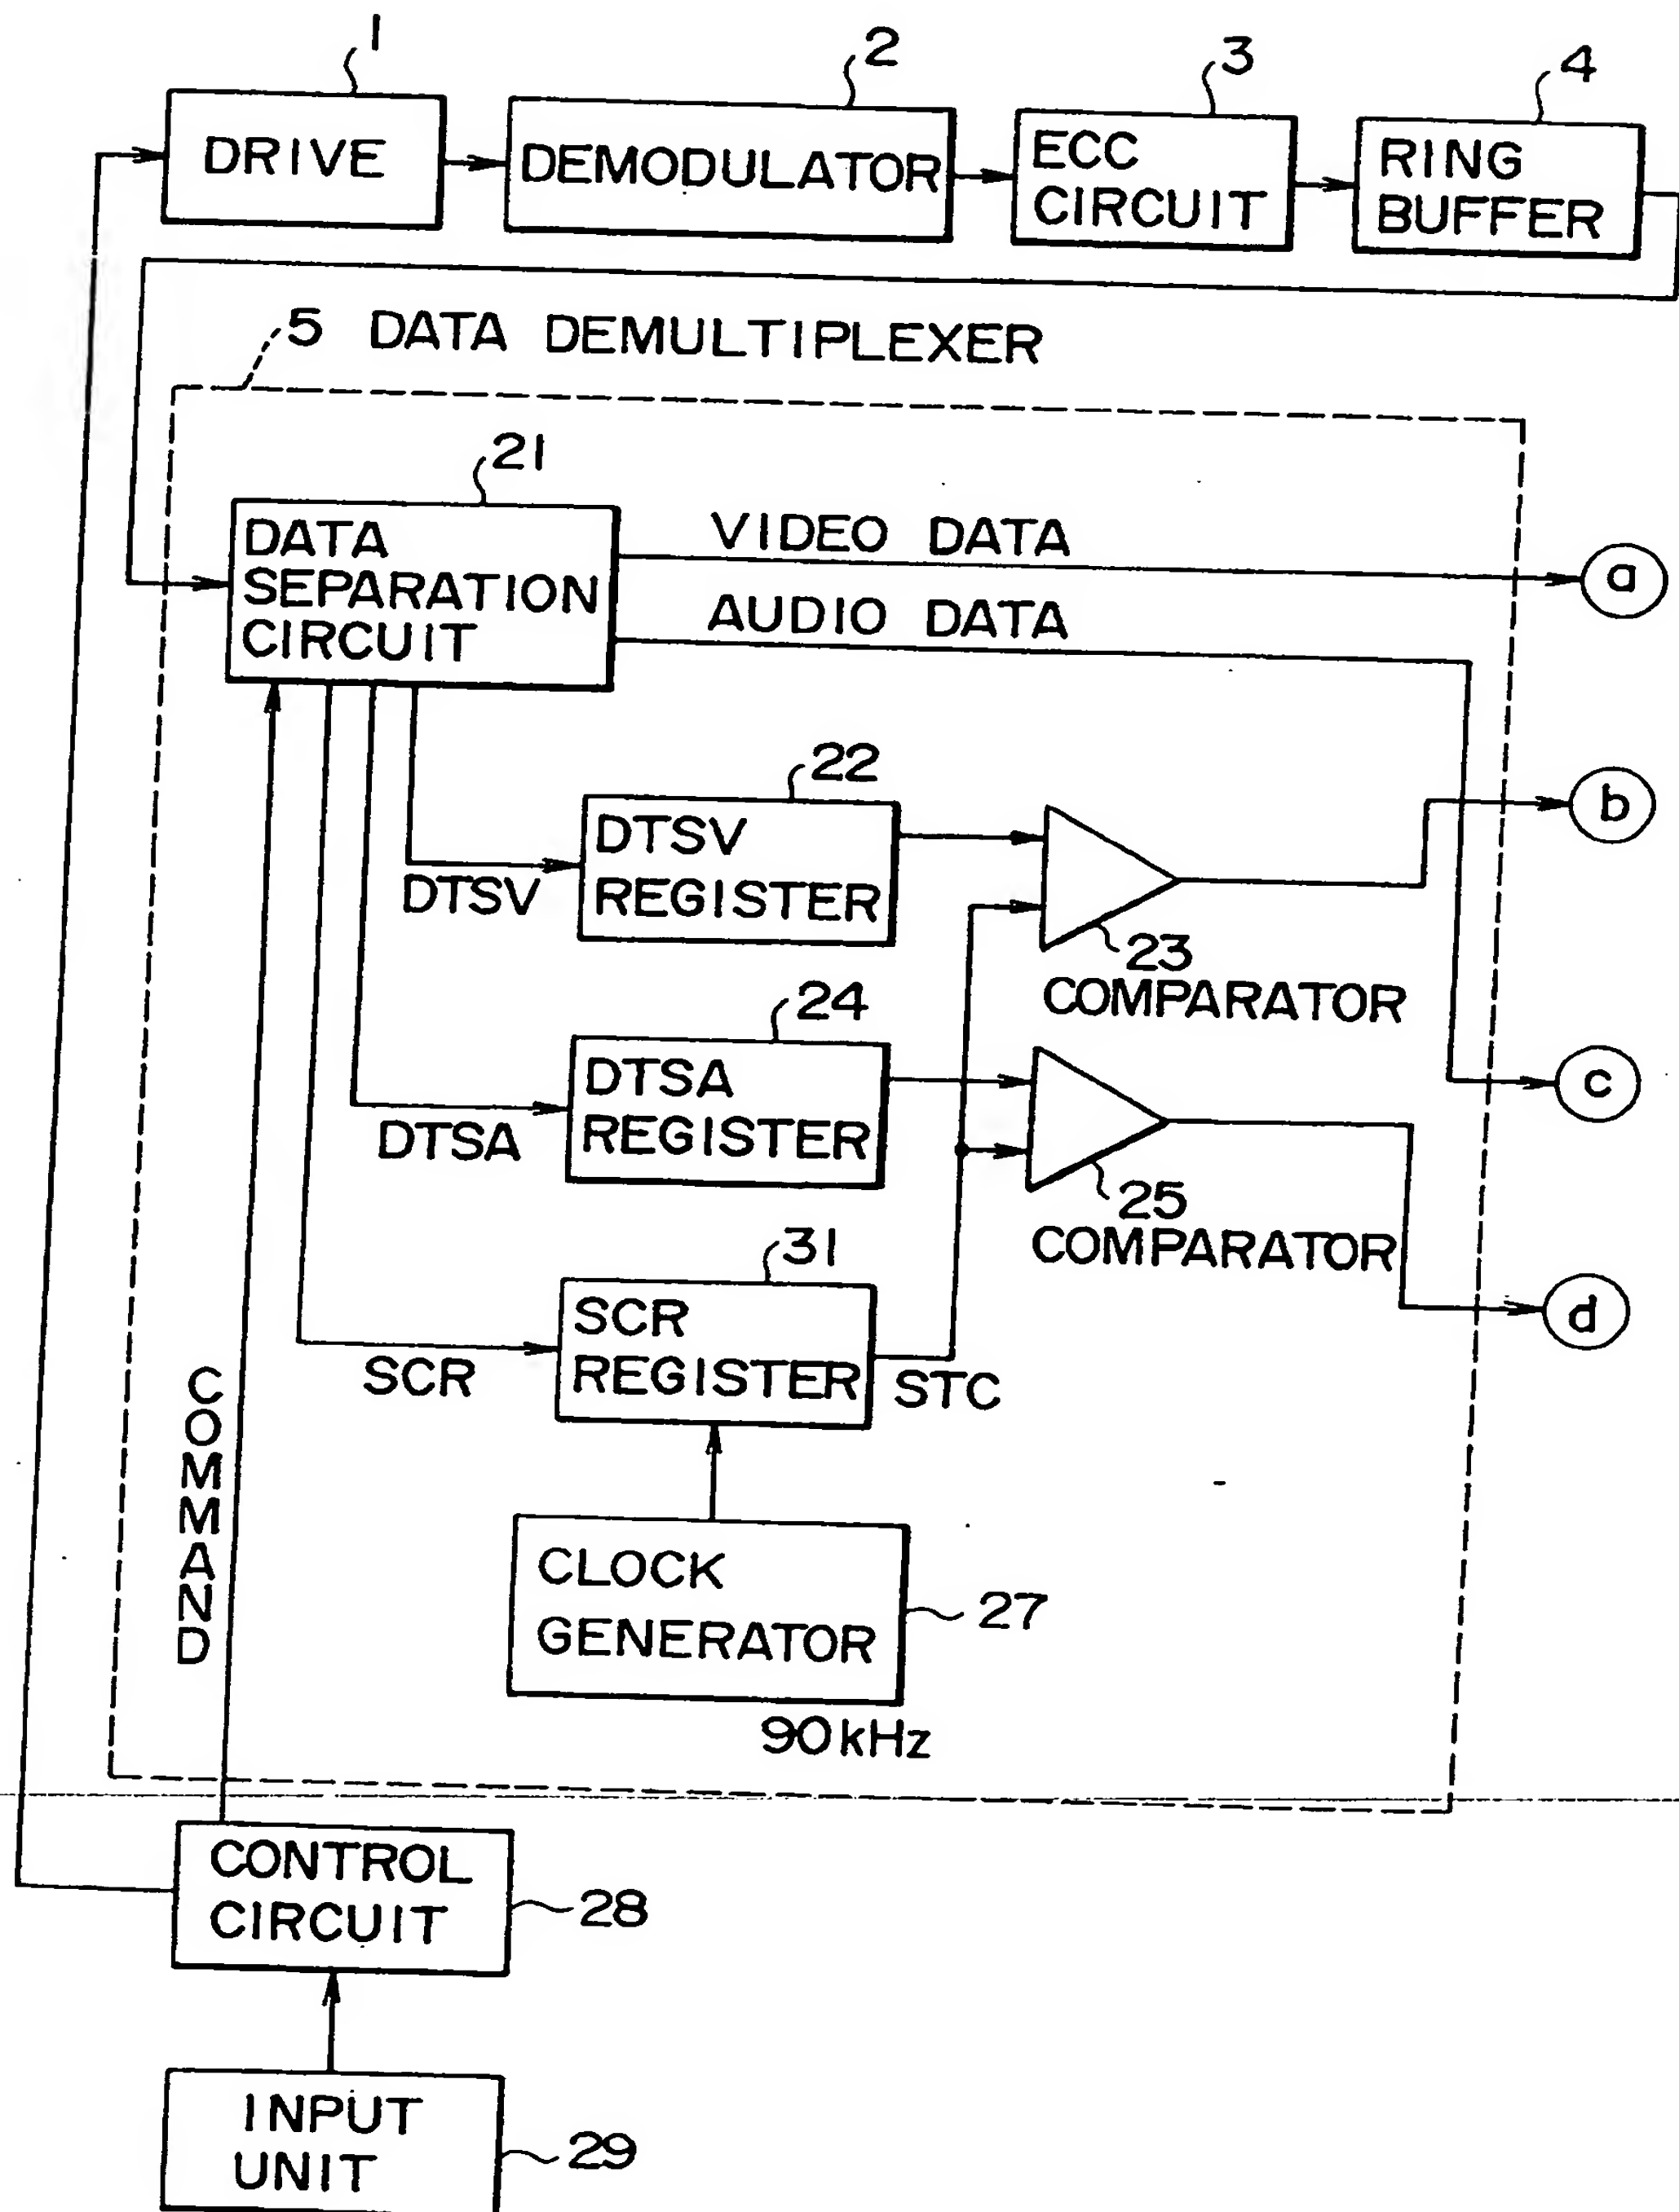 1
2
3
4
DRIVE
DEMODULATOR
ECC
CIRCUIT
RING
BUFFER
5 DATA DEMULTIPLEXER
21
DATA
SEPARATION
CIRCUIT
VIDEO DATA
a
AUDIO DATA
22
b
DTSV
REGISTER
DTSV
23
COMPARATOR
24
DTSA
REGISTER
DTSA
c
25
COMPARATOR
31
SCR
REGISTER
SCR
STC
d
COMMAND
CLOCK
GENERATOR
27
90kHz
CONTROL
CIRCUIT
28
INPUT
UNIT
29